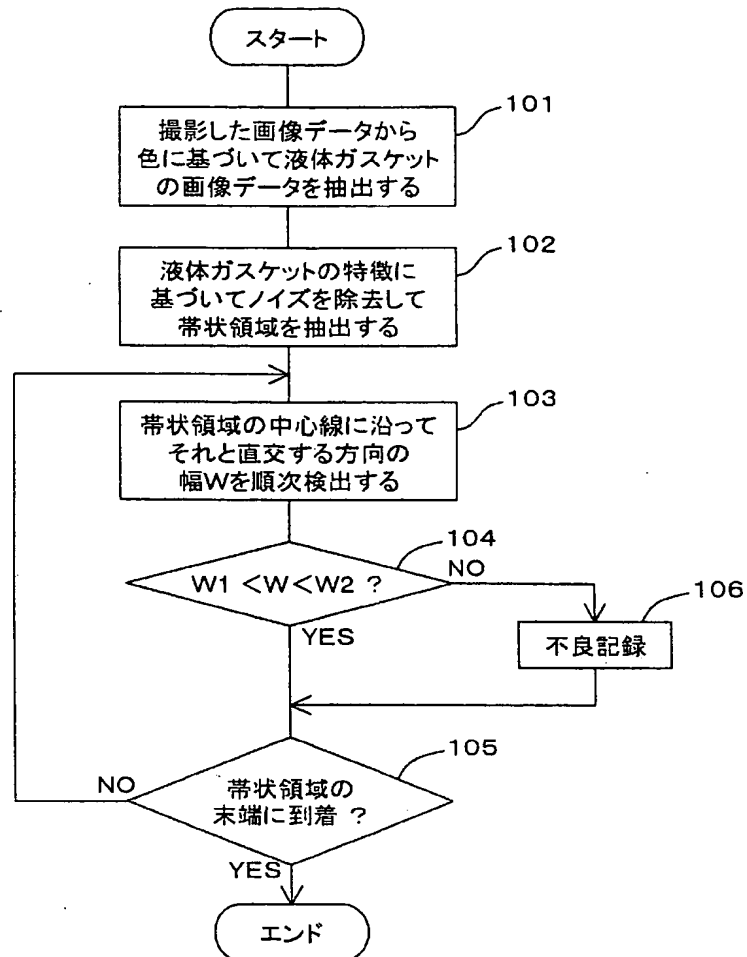 スタート
101
撮影した画像データから
色に基づいて液体ガスケット
の画像データを抽出する
102
液体ガスケットの特徴に
基づいてノイズを除去して
帯状領域を抽出する
103
帯状領域の中心線に沿って
それと直交する方向の
幅Wを順次検出する
104
W1 <W<W2 ?
NO
YES
106
不良記録
105
NO
帯状領域の
末端に到着 ?
YES
エンド